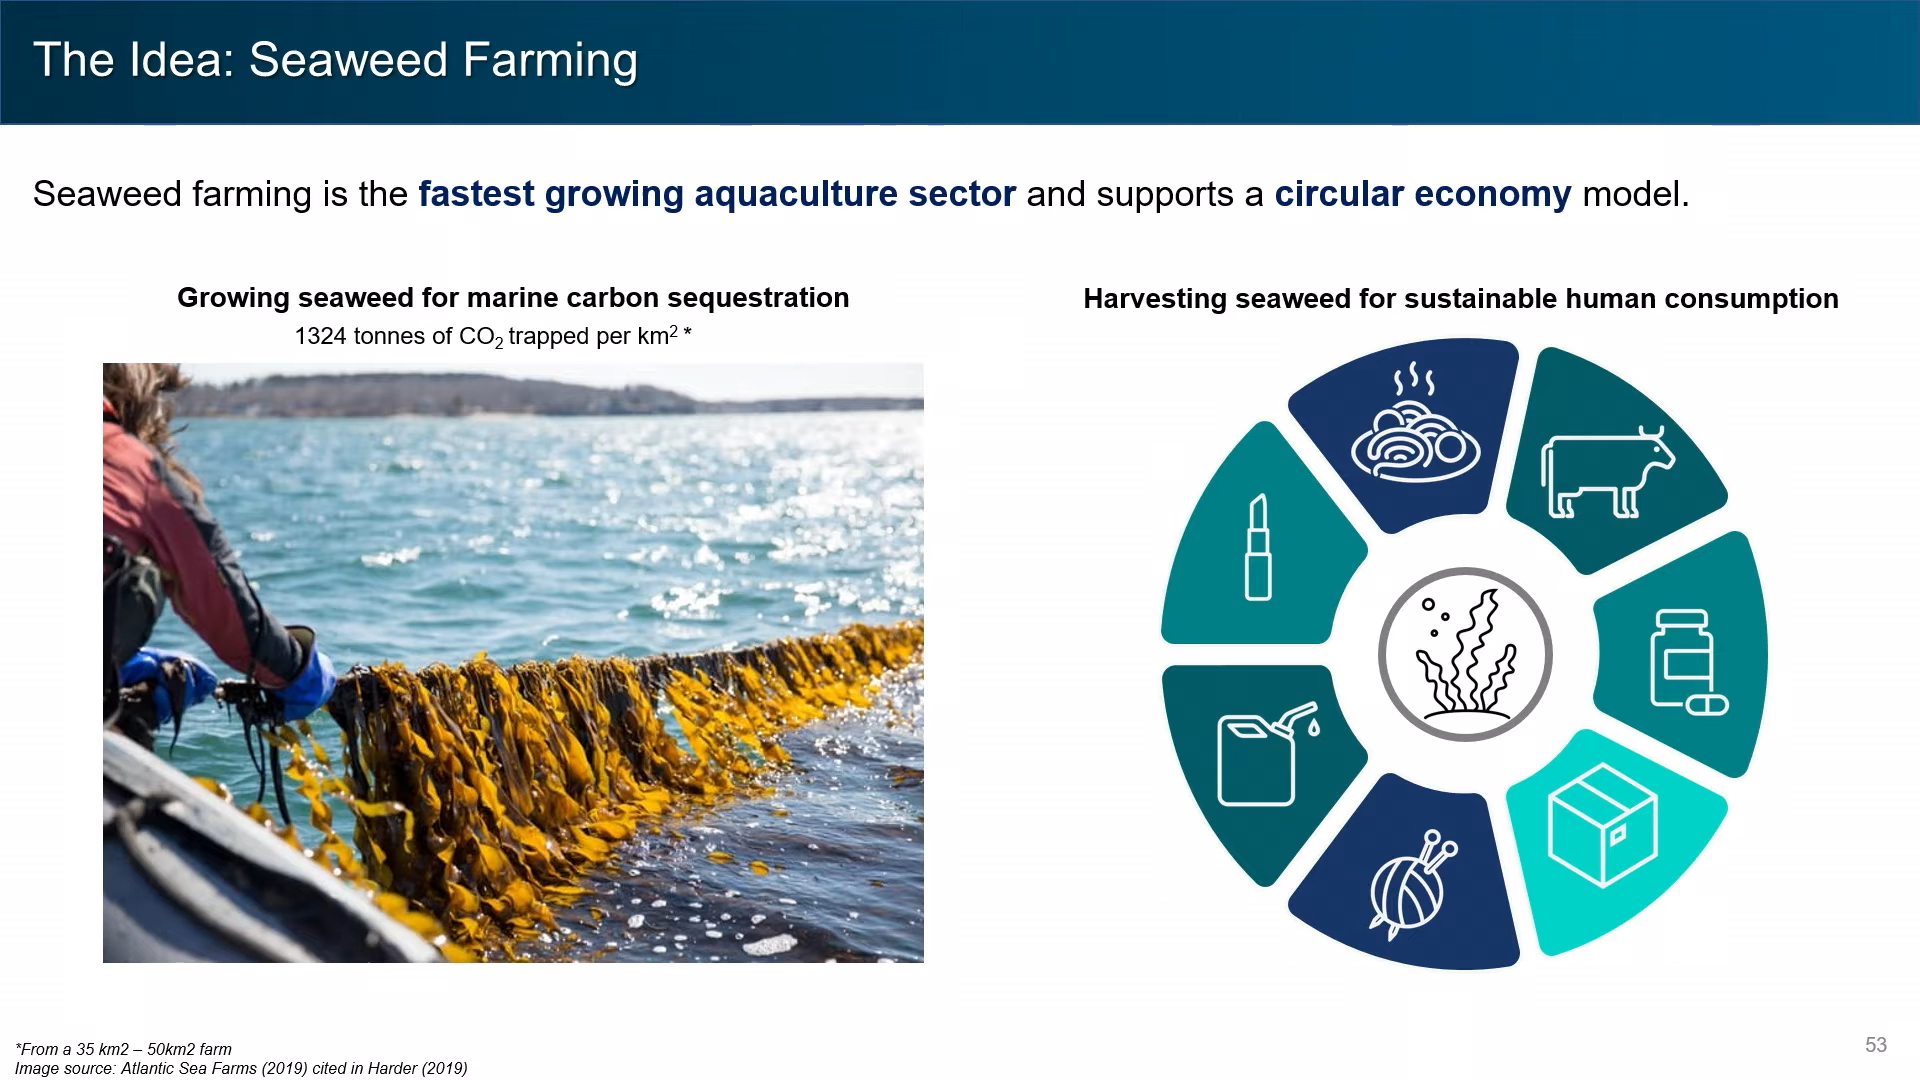 The Idea: Seaweed Farming
Seaweed farming is the fastest growing aquaculture sector and supports a circular economy model.
Growing seaweed for marine carbon sequestration
1324 tonnes of CO₂ trapped per km² *
Harvesting seaweed for sustainable human consumption
*From a 35 km2 – 50km2 farm
Image source: Atlantic Sea Farms (2019) cited in Harder (2019)
53